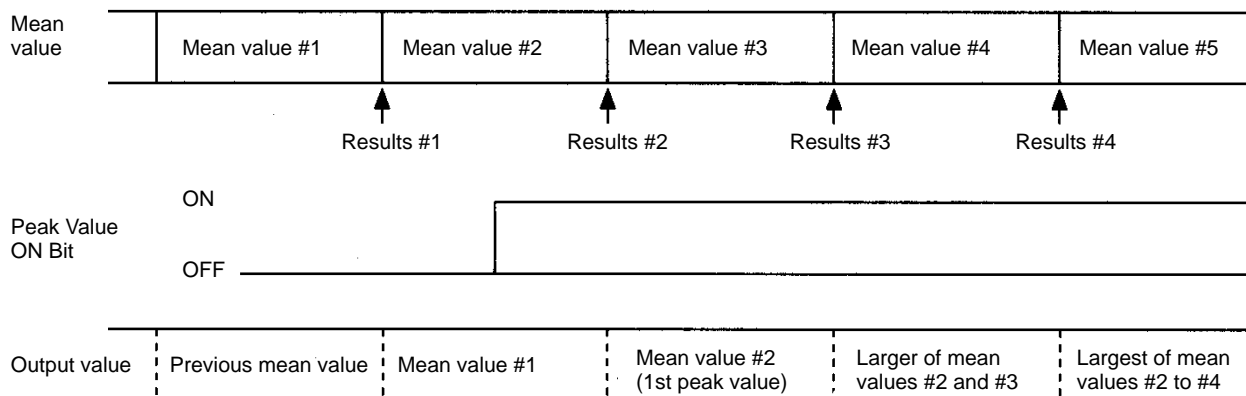 Mean
value
Mean value #1
Mean value #2
Mean value #3
Mean value #4
Mean value #5
Results #1
Results #2
Results #3
Results #4
ON
Peak Value
ON Bit
OFF
Output value
Previous mean value
Mean value #1
Mean value #2
(1st peak value)
Larger of mean
values #2 and #3
Largest of mean
values #2 to #4